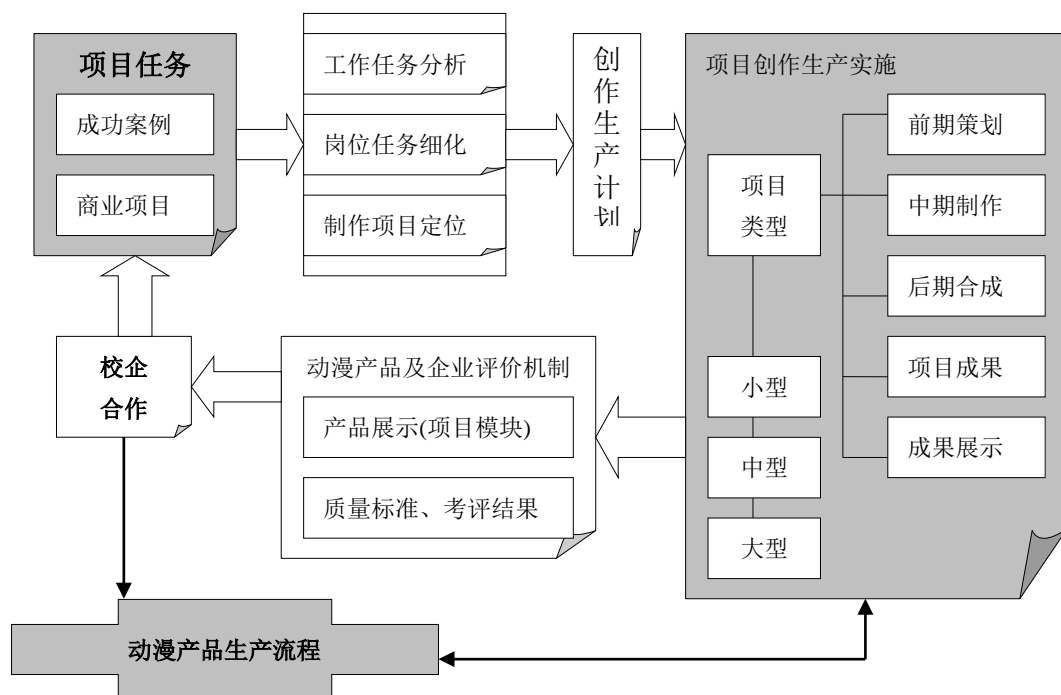 项目任务
成功案例
商业项目
工作任务分析
岗位任务细化
制作项目定位
创作生产计划
项目创作生产实施
项目
类型
小型
中型
大型
前期策划
中期制作
后期合成
项目成果
成果展示
动漫产品及企业评价机制
产品展示(项目模块)
质量标准、考评结果
校企
合作
动漫产品生产流程